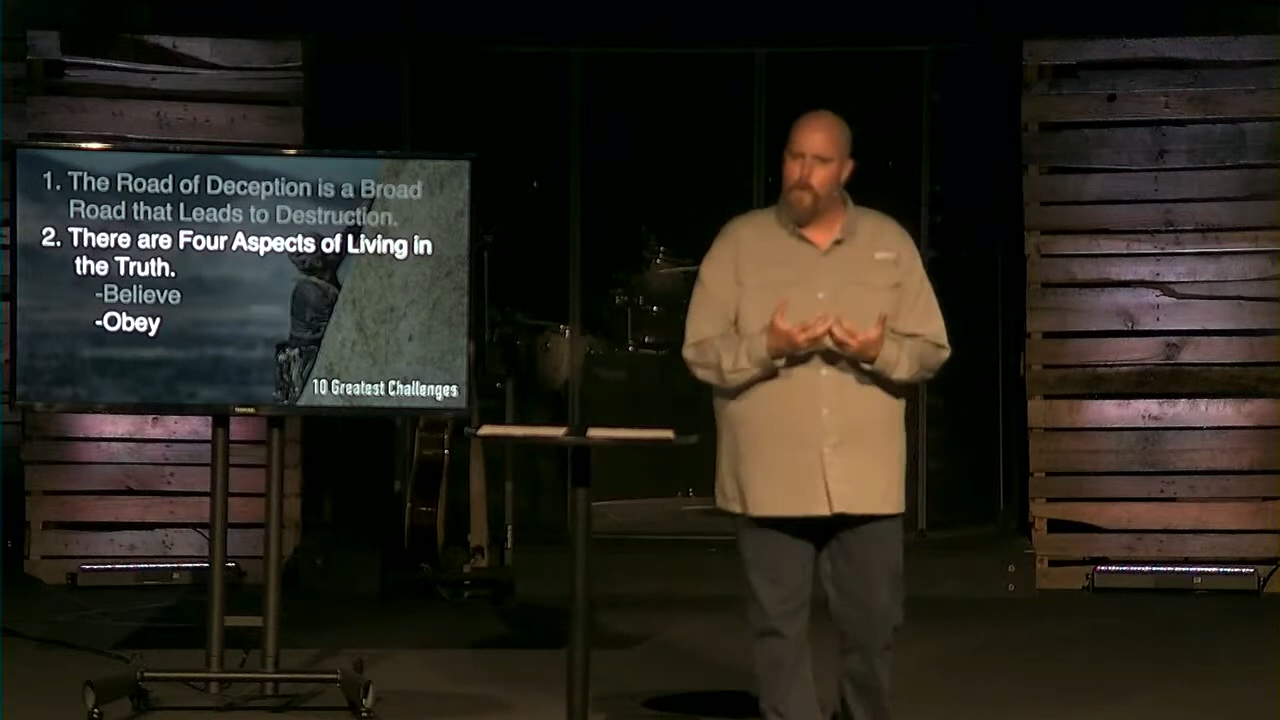 1. The Road of Deception is a Broad
Road that Leads to Destruction.
2. There are Four Aspects of Living in
the Truth.
-Believe
-Obey
10 Greatest Challenges